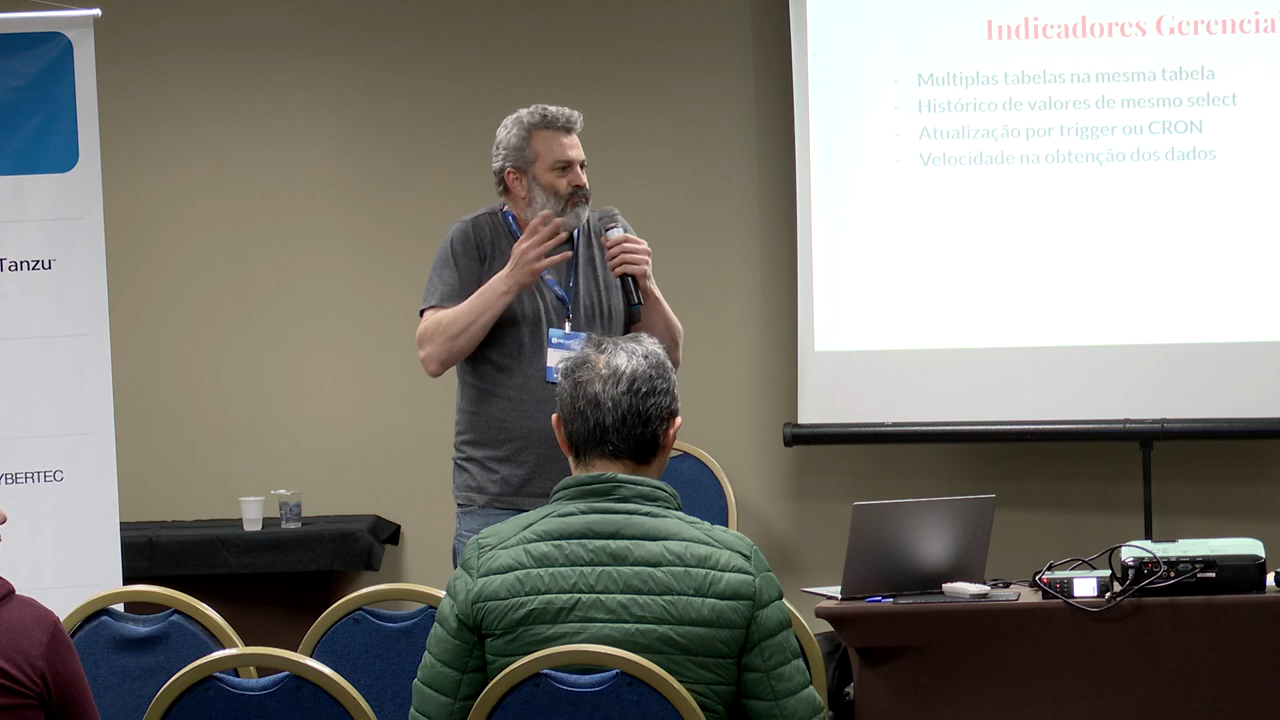 Tanzu
YBERTEC
Indicadores Gerenciai
- Multiplas tabelas na mesma tabela
- Histórico de valores de mesmo select
- Atualização por trigger ou CRON
- Velocidade na obtenção dos dados